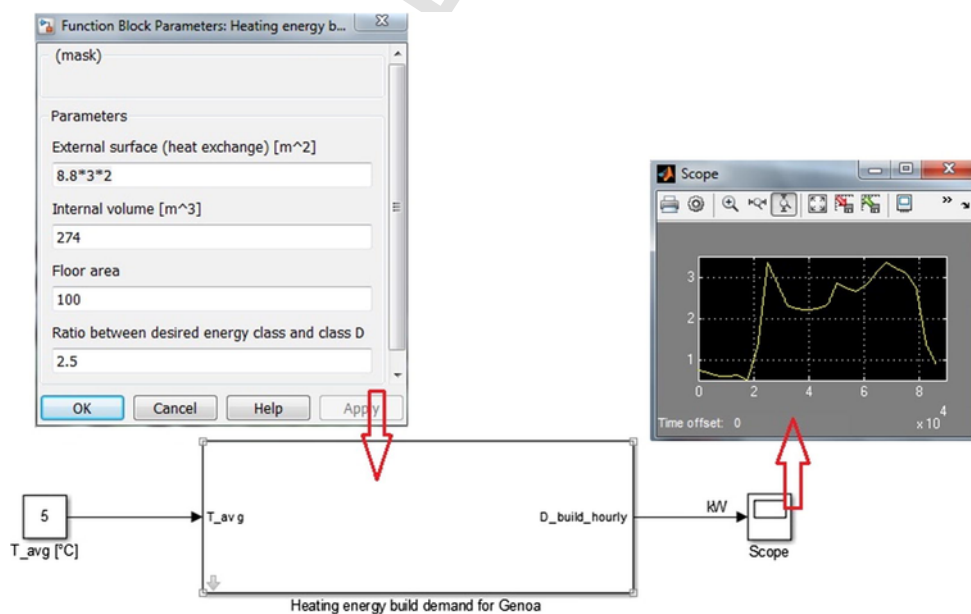 Function Block Parameters: Heating energy b...
(mask)
Parameters
External surface (heat exchange) [m^2]
8.8*3*2
Internal volume [m^3]
274
Floor area
100
Ratio between desired energy class and class D
2.5
OK Cancel Help Apply
Scope
3
2
1
0 2 4 6 8
Time offset: 0
x 10^4
5
T_avg [°C]
T_avg
D_build_hourly
kW
Scope
Heating energy build demand for Genoa